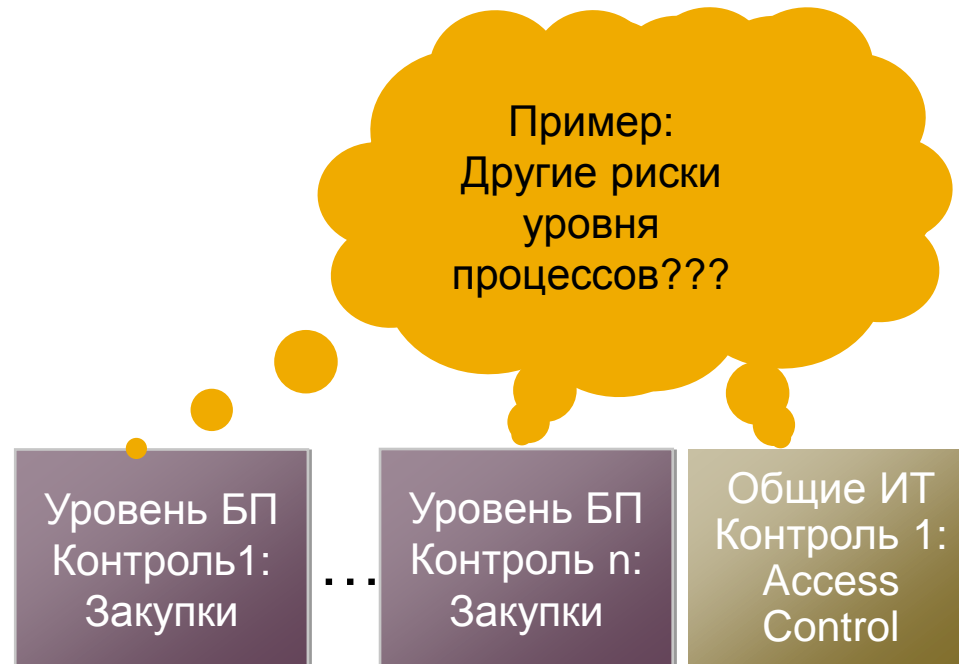 Пример:
Другие риски
уровня
процессов???
Уровень БП
Контроль1:
Закупки
...
Уровень БП
Контроль n:
Закупки
Общие ИТ
Контроль 1:
Access
Control